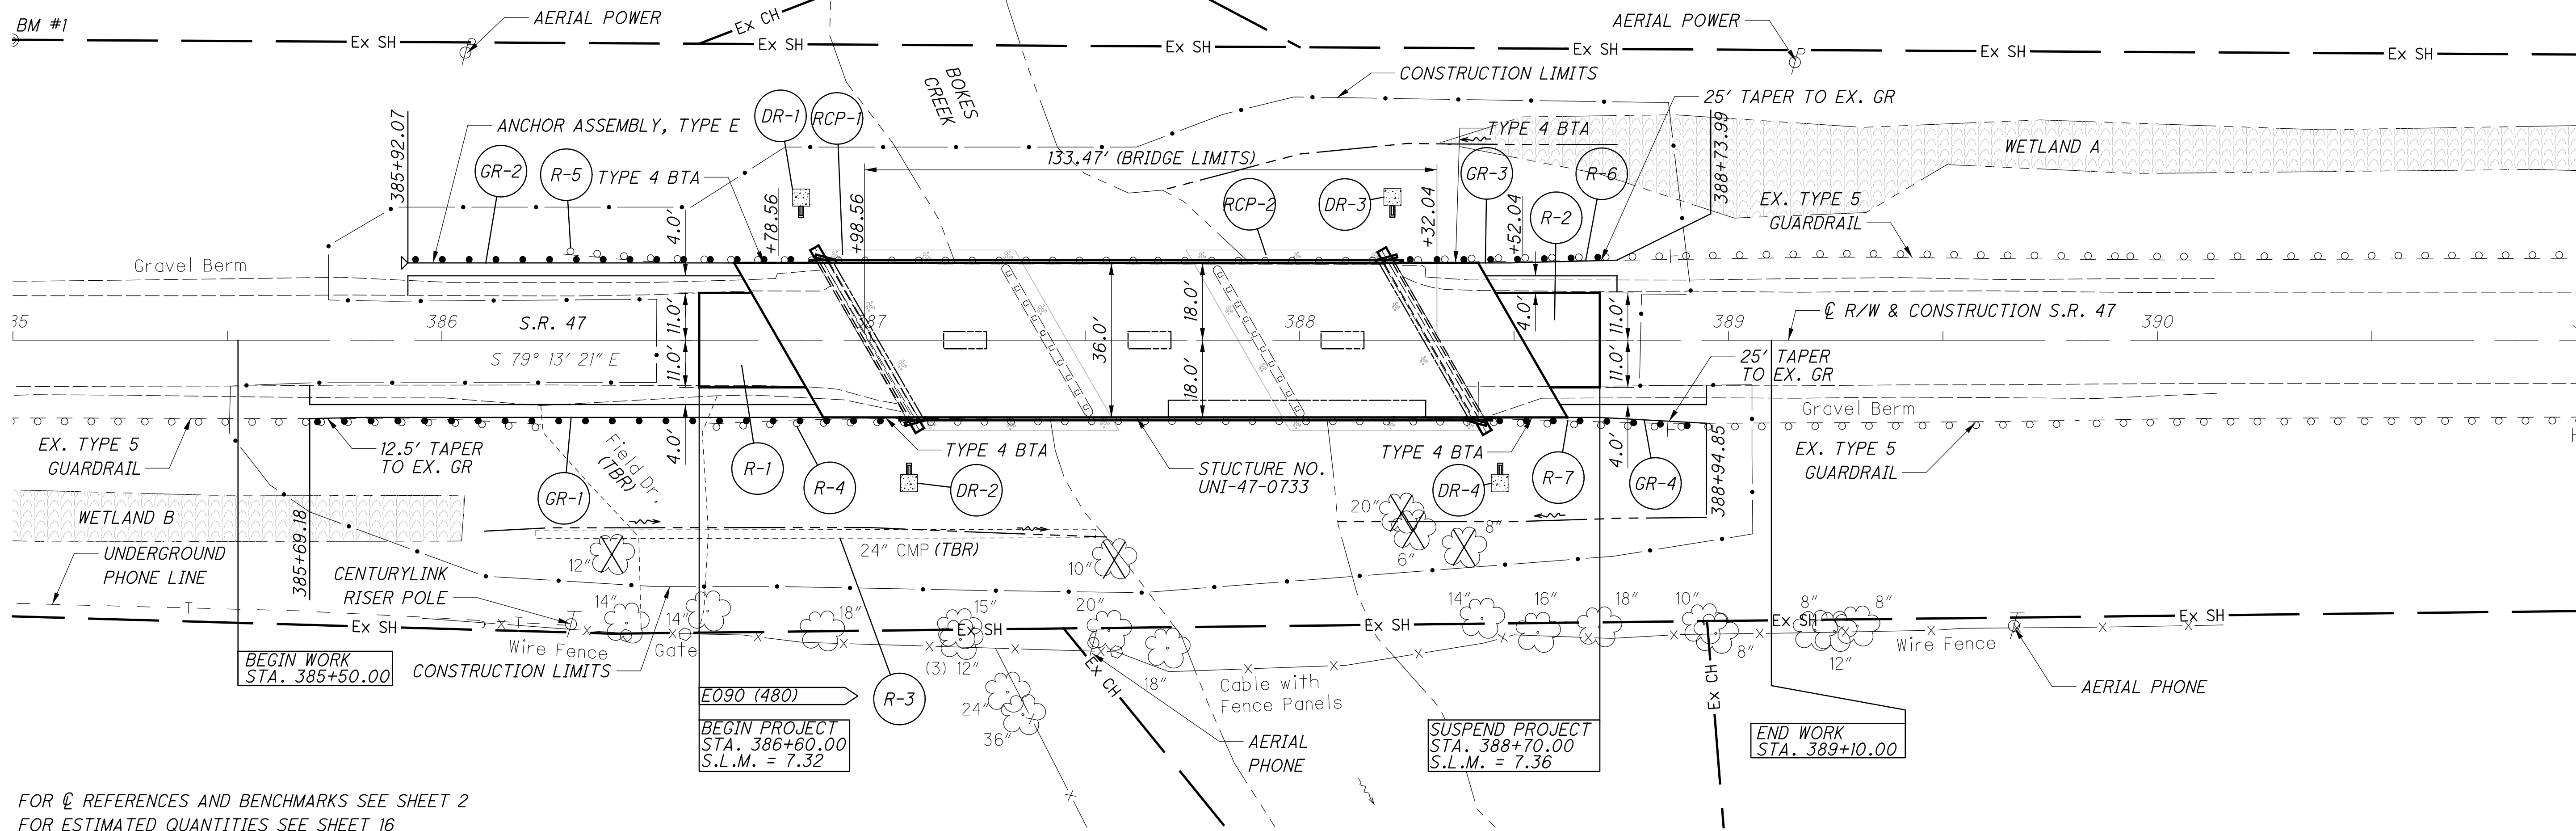 BM #1
AERIAL POWER
AERIAL POWER
Ex CH
Ex SH
Ex SH
Ex SH
Ex SH
Ex SH
Ex SH
BOKES
CREEK
CONSTRUCTION LIMITS
25' TAPER TO EX. GR
385+92.07
ANCHOR ASSEMBLY, TYPE E
DR-1
RCP-1
TYPE 4 BTA
388+73.99
WETLAND A
133.47' (BRIDGE LIMITS)
GR-2
R-5
TYPE 4 BTA
GR-3
R-6
4.0'
+78.56
+98.56
RCP-2
DR-3
+32.04
+52.04
R-2
EX. TYPE 5
GUARDRAIL
Gravel Berm
35
386
S.R. 47
387
388
389
390
11.0'
11.0'
36.0'
18.0'
18.0'
4.0'
11.0'
11.0'
℄ R/W & CONSTRUCTION S.R. 47
S 79° 13' 21" E
25' TAPER
TO EX. GR
Gravel Berm
EX. TYPE 5
GUARDRAIL
12.5' TAPER
TO EX. GR
Field Dr.
(TBR)
4.0'
R-1
R-4
TYPE 4 BTA
DR-2
STUCTURE NO.
UNI-47-0733
TYPE 4 BTA
DR-4
R-7
4.0'
GR-4
388+94.85
EX. TYPE 5
GUARDRAIL
GR-1
WETLAND B
385+69.18
20"
8"
6"
24" CMP (TBR)
12"
10"
UNDERGROUND
PHONE LINE
CENTURYLINK
RISER POLE
T
T
14"
14"
18"
15"
20"
14"
16"
18"
10"
8"
8"
Ex SH
Ex SH
Ex SH
Ex SH
Ex SH
Wire Fence
Gate
(3) 12"
18"
8"
12"
Wire Fence
BEGIN WORK
STA. 385+50.00
CONSTRUCTION LIMITS
Ex CH
Cable with
Fence Panels
Ex CH
AERIAL PHONE
E090 (480)
R-3
24"
36"
BEGIN PROJECT
STA. 386+60.00
S.L.M. = 7.32
AERIAL
PHONE
SUSPEND PROJECT
STA. 388+70.00
S.L.M. = 7.36
END WORK
STA. 389+10.00
FOR ℄ REFERENCES AND BENCHMARKS SEE SHEET 2
FOR ESTIMATED QUANTITIES SEE SHEET 16